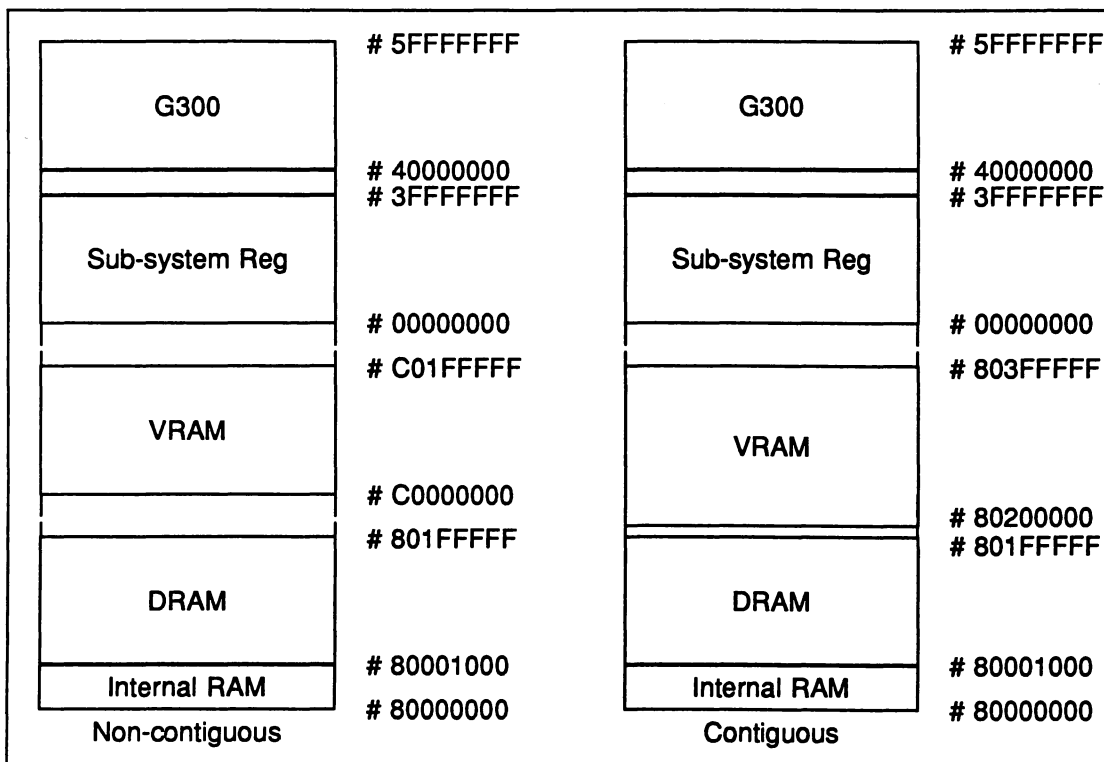 # 5FFFFFFF
G300
# 40000000
# 3FFFFFFF
Sub-system Reg
# 00000000
# C01FFFFF
VRAM
# C0000000
# 801FFFFF
DRAM
# 80001000
Internal RAM
# 80000000
Non-contiguous
# 5FFFFFFF
G300
# 40000000
# 3FFFFFFF
Sub-system Reg
# 00000000
# 803FFFFF
VRAM
# 80200000
# 801FFFFF
DRAM
# 80001000
Internal RAM
# 80000000
Contiguous